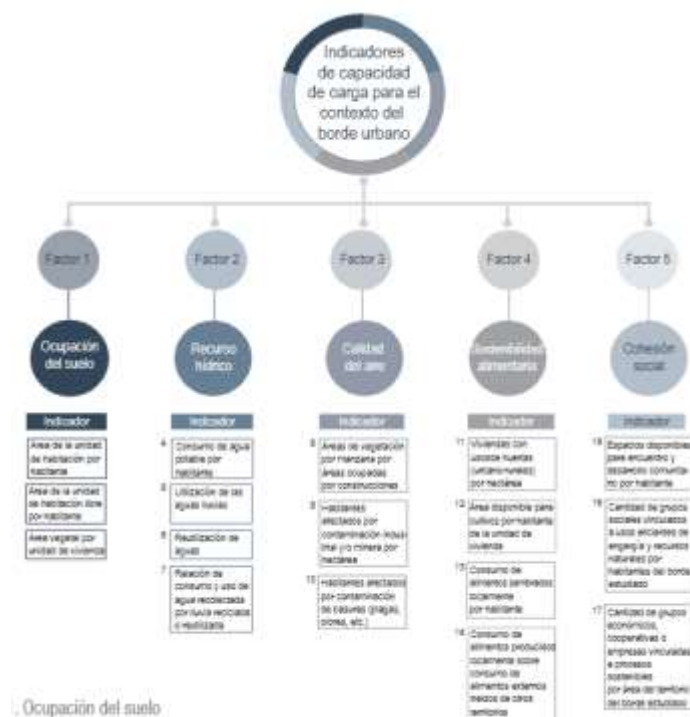 Indicadores
de capacidad
de carga para el
contexto del
borde urbano
Factor 1
Factor 2
Factor 3
Factor 4
Factor 5
Ocupación
del suelo
Recurso
hídrico
Calidad
del aire
Sostenibilidad
alimentaria
Cohesión
social
Indicador
Indicador
Indicador
Indicador
Indicador
Área de la unidad
de habitación por
habitante
Área de la unidad
de habitación libre
por habitante
Área vegetal por
unidad de vivienda
4 Consumo de agua
potable por
habitante
5 Utilización de las
aguas lluvias
6 Reutilización de
aguas
7 Relación de
consumo y uso de
agua recolectada
por lluvia reciclada
o reutilizada
Áreas de vegetación
por manzana por
áreas ocupadas
por construcciones
9 Habitantes
afectados por
contaminación indus-
trial y/o minera por
hectárea
10 Habitantes afectados
por contaminación
de basuras (plagas,
olores, etc.)
11 Viviendas con
huertas
(urbano-rurales)
por hectárea
12 Área disponible para
cultivos por habitante
de la unidad de
vivienda
13 Consumo de
alimentos sembrados
localmente
por habitante
14 Consumo de
alimentos producidos
localmente sobre
consumo de
alimentos externos
traídos de otros
territorios
15 Espacios disponibles
para encuentro y
desarrollo comunita-
rio por habitante
16 Cantidad de grupos
sociales vinculados
a usos eficientes de
energía y recursos
naturales por
habitantes del borde
estudiado
17 Cantidad de grupos
económicos,
cooperativas o
empresas vinculadas
a procesos
sostenibles
por área del territorio
del borde estudiado
. Ocupación del suelo